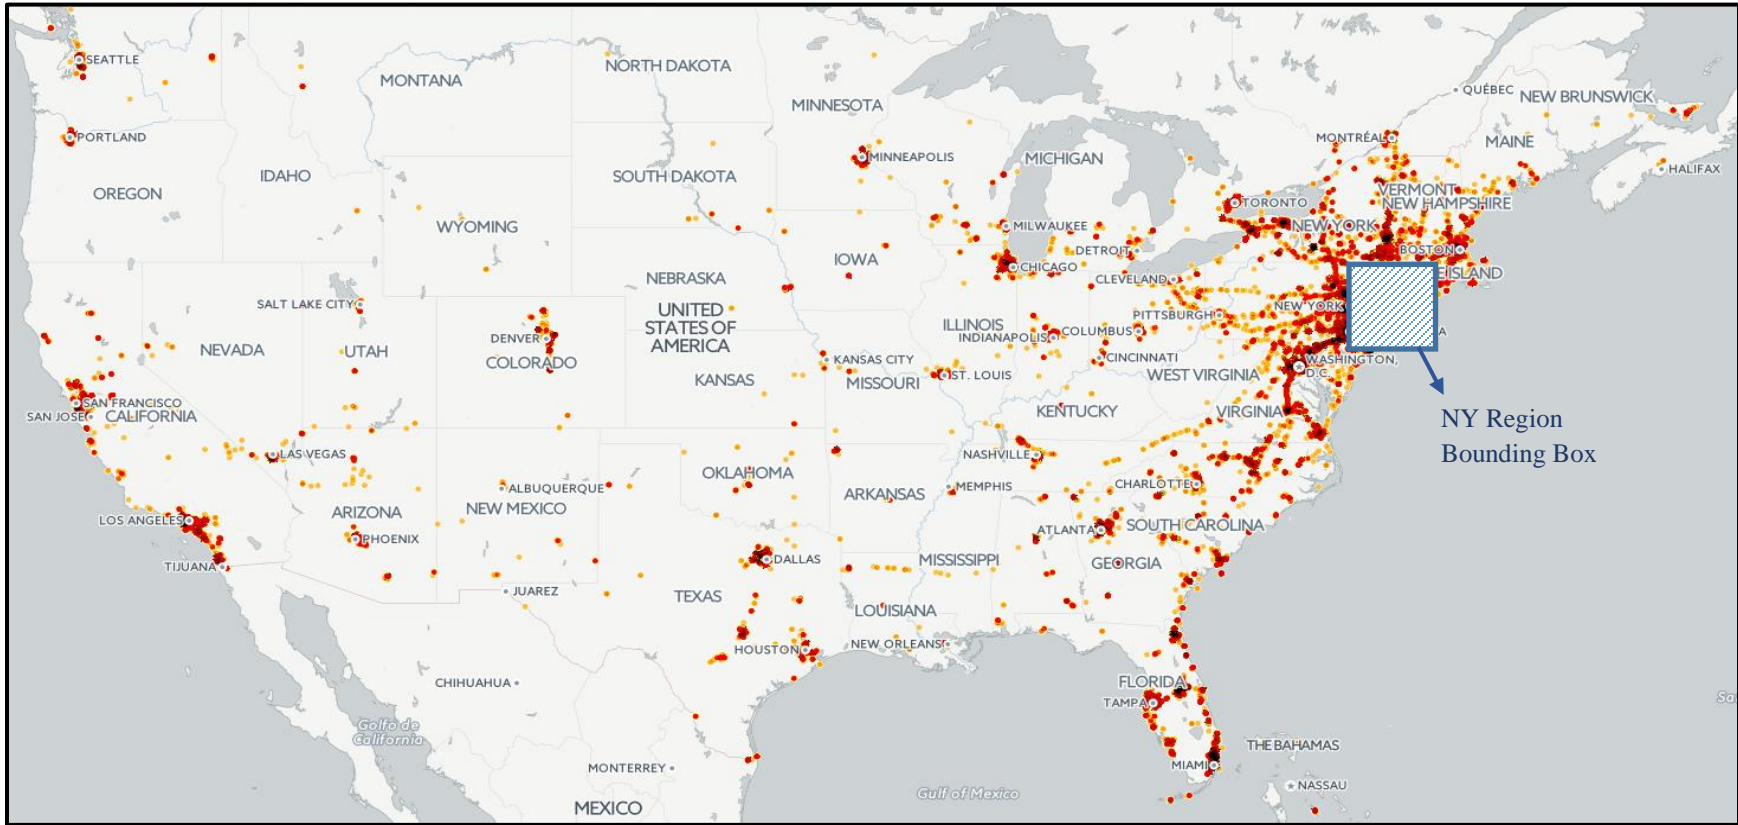 QUÉBEC
NEW BRUNSWICK
SEATTLE
MONTANA
NORTH DAKOTA
MINNESOTA
PORTLAND
MONTRÉAL
MAINE
MINNEAPOLIS
MICHIGAN
HALIFAX
OREGON
IDAHO
SOUTH DAKOTA
VERMONT
TORONTO
NEW HAMPSHIRE
WYOMING
MILWAUKEE
NEW YORK
DETROIT
BOSTON
IOWA
CHICAGO
CLEVELAND
E ISLAND
NEBRASKA
SALT LAKE CITY
UNITED
STATES OF
AMERICA
NEW YORK
PITTSBURGH
ILLINOIS
INDIANAPOLIS
COLUMBUS
A
DENVER
NEVADA
UTAH
COLORADO
KANSAS CITY
CINCINNATI
WASHINGTON,
D.C.
KANSAS
MISSOURI
ST. LOUIS
WEST VIRGINIA
SAN FRANCISCO
SAN JOSE
CALIFORNIA
KENTUCKY
VIRGINIA
NY Region
Bounding Box
LAS VEGAS
NASHVILLE
OKLAHOMA
ALBUQUERQUE
NEW MEXICO
ARKANSAS
MEMPHIS
CHARLOTTE
LOS ANGELES
ARIZONA
PHOENIX
ATLANTA
SOUTH CAROLINA
TIJUANA
DALLAS
MISSISSIPPI
GEORGIA
JUAREZ
TEXAS
LOUISIANA
HOUSTON
NEW ORLEANS
CHIHUAHUA
FLORIDA
TAMPA
Sa
Golfo de
California
THE BAHAMAS
MONTERREY
MIAMI
NASSAU
Gulf of Mexico
MEXICO